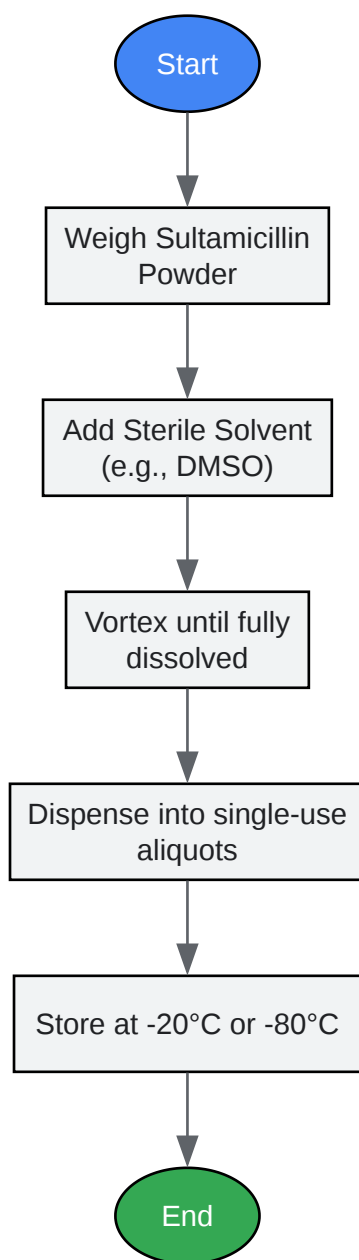 Start
Weigh Sultamicillin
Powder
Add Sterile Solvent
(e.g., DMSO)
Vortex until fully
dissolved
Dispense into single-use
aliquots
Store at -20°C or -80°C
End